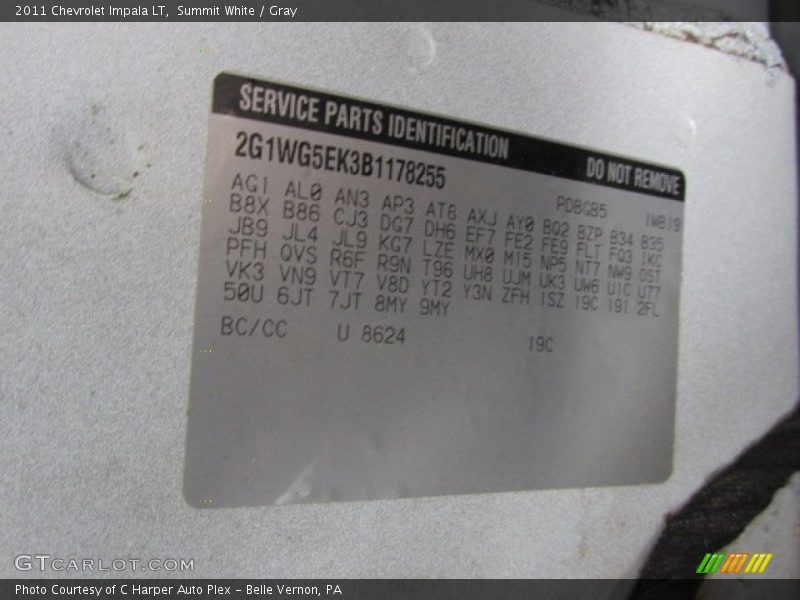 2011 Chevrolet Impala LT, Summit White / Gray
SERVICE PARTS IDENTIFICATION DO NOT REMOVE
2G1WG5EK3B1178255 PDBGB5 1WB19
AG1 AL0 AN3 AP3 AT8 AXJ AY0 BQ2 BZP B34 B35
B8X B86 CJ3 DG7 DH6 EF7 FE2 FE9 FLT FQ3 IKC
JB9 JL4 JL9 KG7 LZE MX0 M15 NP5 NT7 NW9 OST
PFH QVS R6F R9N T96 UH8 UJM UK3 UW6 U1C U77
VK3 VN9 VT7 V8D YT2 Y3N ZFH 1SZ 19C 19I 2FL
50U 6JT 7JT 8MY 9MY
BC/CC U 8624 19C
GTCARLOT.COM
Photo Courtesy of C Harper Auto Plex - Belle Vernon, PA